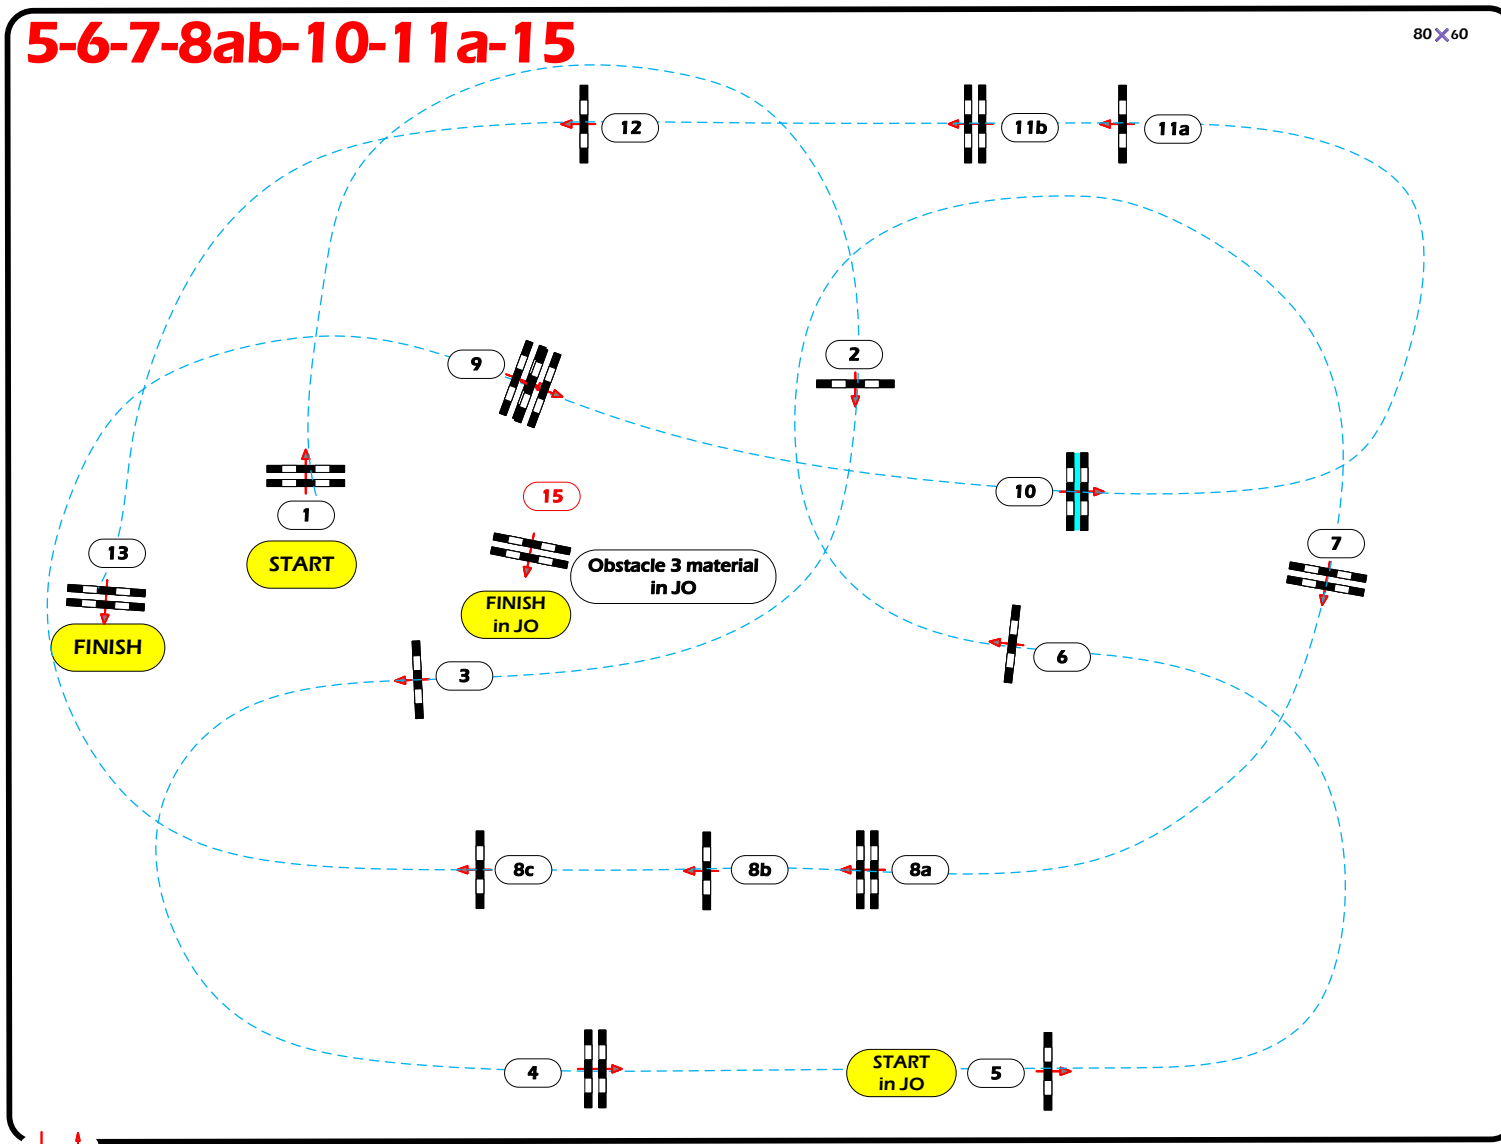 5-6-7-8ab-10-11a-15
80×60
12
11b
11a
9
2
10
15
1
START
13
Obstacle 3 material
in JO
7
FINISH
in JO
FINISH
3
6
8c
8b
8a
4
START
in JO
5